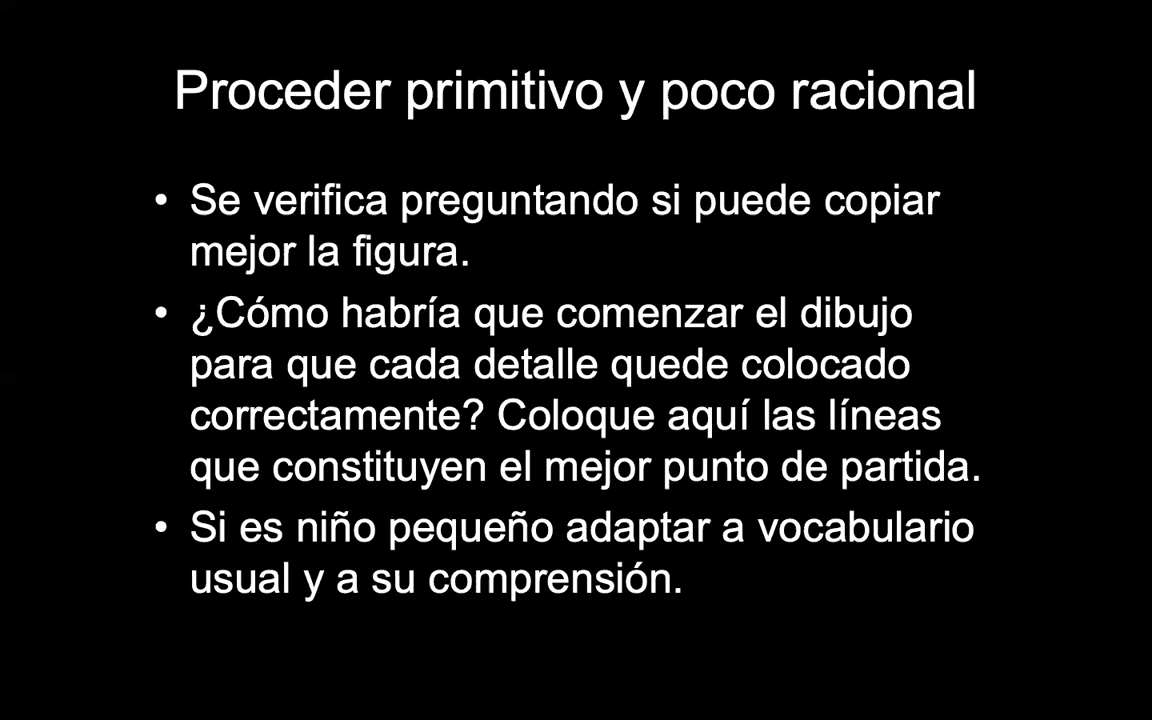 Proceder primitivo y poco racional
• Se verifica preguntando si puede copiar
mejor la figura.
• ¿Cómo habría que comenzar el dibujo
para que cada detalle quede colocado
correctamente? Coloque aquí las líneas
que constituyen el mejor punto de partida.
• Si es niño pequeño adaptar a vocabulario
usual y a su comprensión.